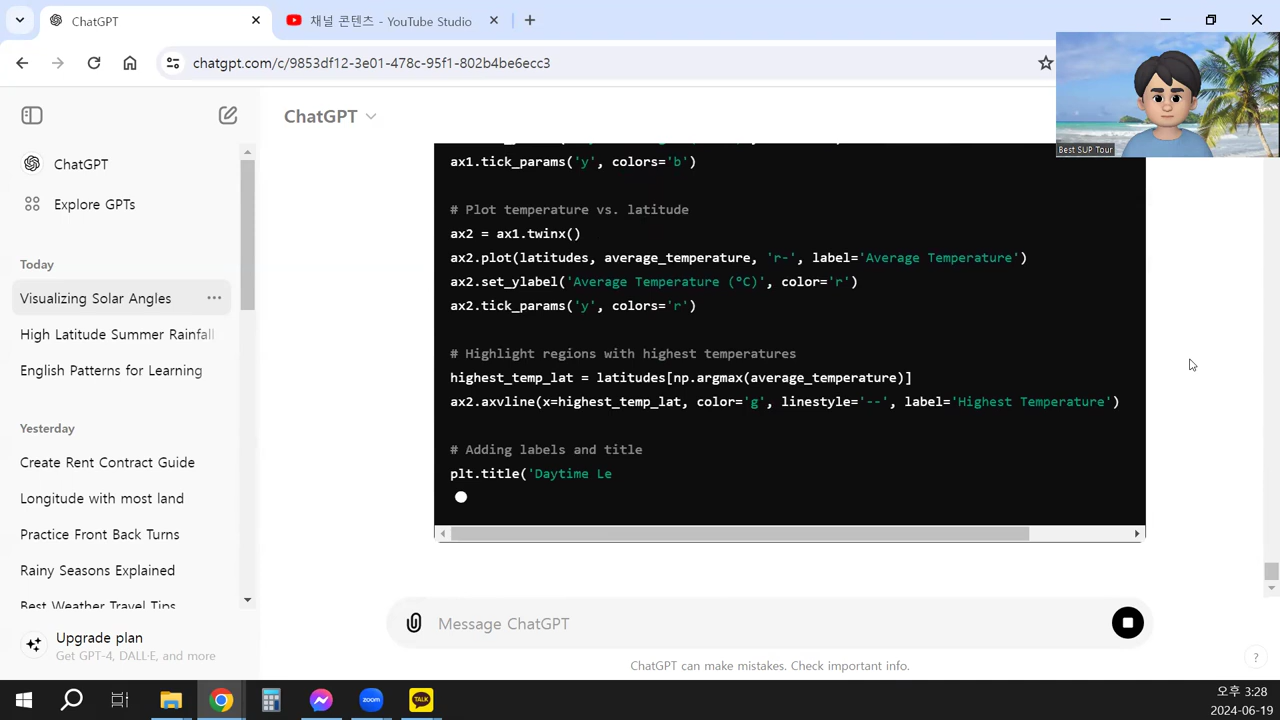 ChatGPT
채널 콘텐츠 - YouTube Studio
chatgpt.com/c/9853df12-3e01-478c-95f1-802b4be6ecc3
Best SUP Tour
ChatGPT
Explore GPTs
Today
Visualizing Solar Angles
High Latitude Summer Rainfall
English Patterns for Learning
Yesterday
Create Rent Contract Guide
Longitude with most land
Practice Front Back Turns
Rainy Seasons Explained
Best Weather Travel Tips
Upgrade plan
Get GPT-4, DALL·E, and more
ChatGPT
ax1.tick_params('y', colors='b')
# Plot temperature vs. latitude
ax2 = ax1.twinx()
ax2.plot(latitudes, average_temperature, 'r-', label='Average Temperature')
ax2.set_ylabel('Average Temperature (°C)', color='r')
ax2.tick_params('y', colors='r')
# Highlight regions with highest temperatures
highest_temp_lat = latitudes[np.argmax(average_temperature)]
ax2.axvline(x=highest_temp_lat, color='g', linestyle='--', label='Highest Temperature')
# Adding labels and title
plt.title('Daytime Le
Message ChatGPT
ChatGPT can make mistakes. Check important info.
?
zoom
TALK
오후 3:28
2024-06-19